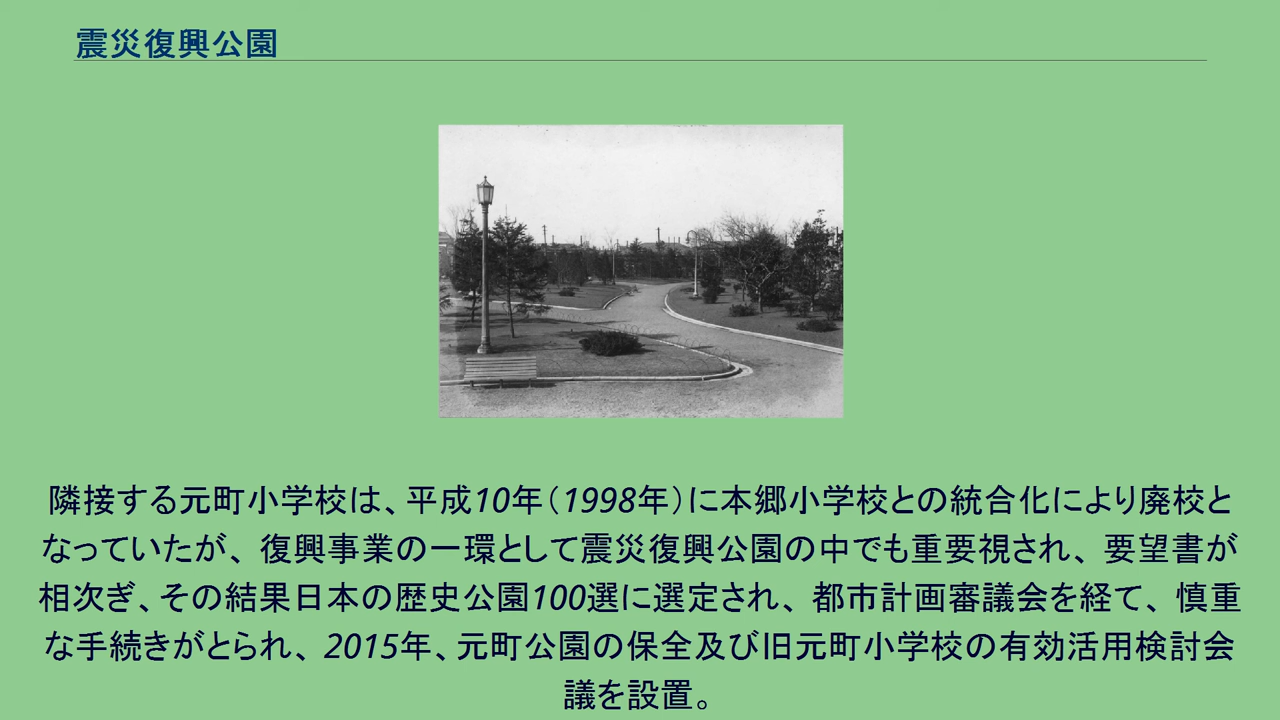 震災復興公園
隣接する元町小学校は、平成10年（1998年）に本郷小学校との統合化により廃校と
なっていたが、復興事業の一環として震災復興公園の中でも重要視され、要望書が
相次ぎ、その結果日本の歴史公園100選に選定され、都市計画審議会を経て、慎重
な手続きがとられ、2015年、元町公園の保全及び旧元町小学校の有効活用検討会
議を設置。